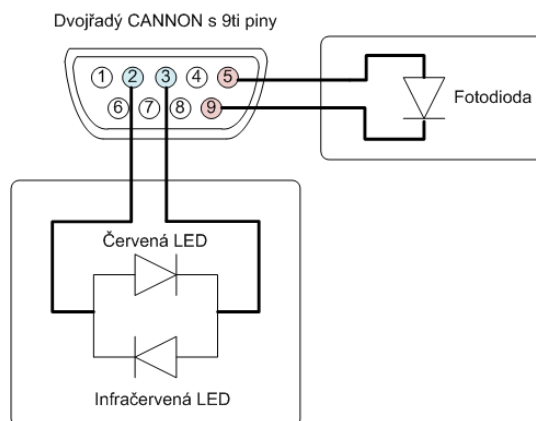 Dvojřadý CANNON s 9ti piny
1 2 3 4 5
6 7 8 9
Fotodioda
Červená LED
Infračervená LED